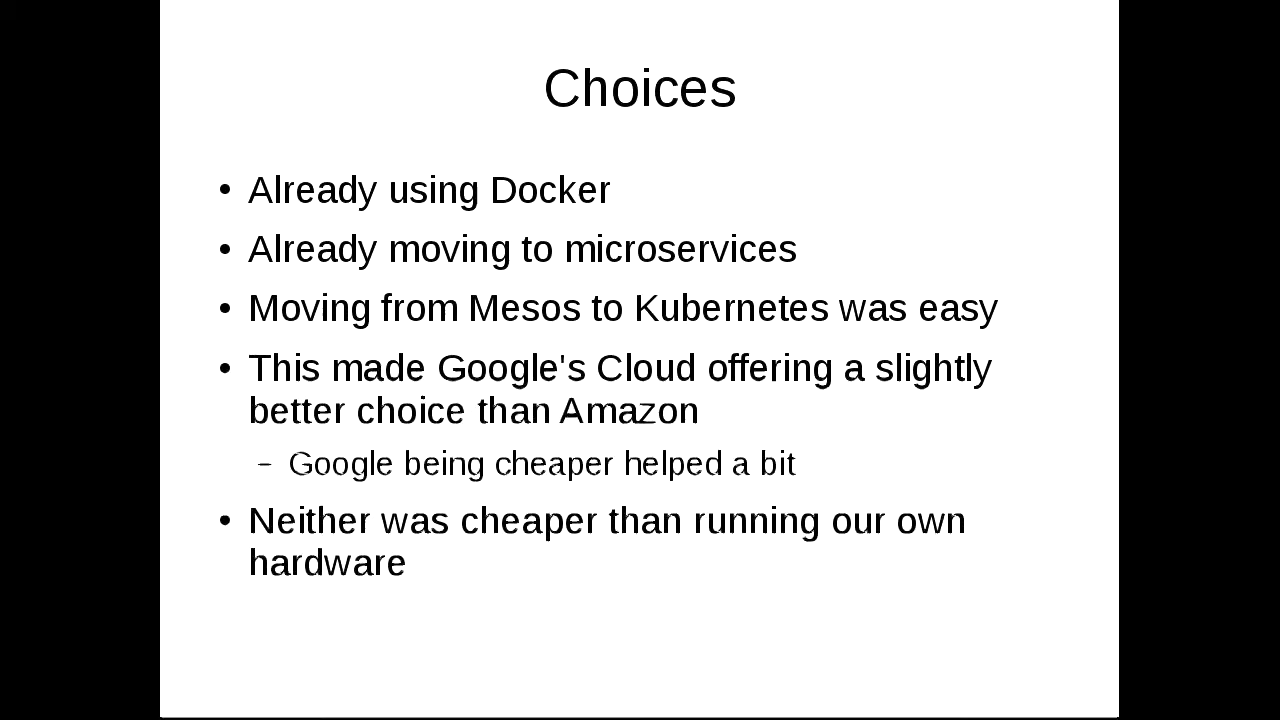 Choices
• Already using Docker
• Already moving to microservices
• Moving from Mesos to Kubernetes was easy
• This made Google's Cloud offering a slightly
better choice than Amazon
– Google being cheaper helped a bit
• Neither was cheaper than running our own
hardware